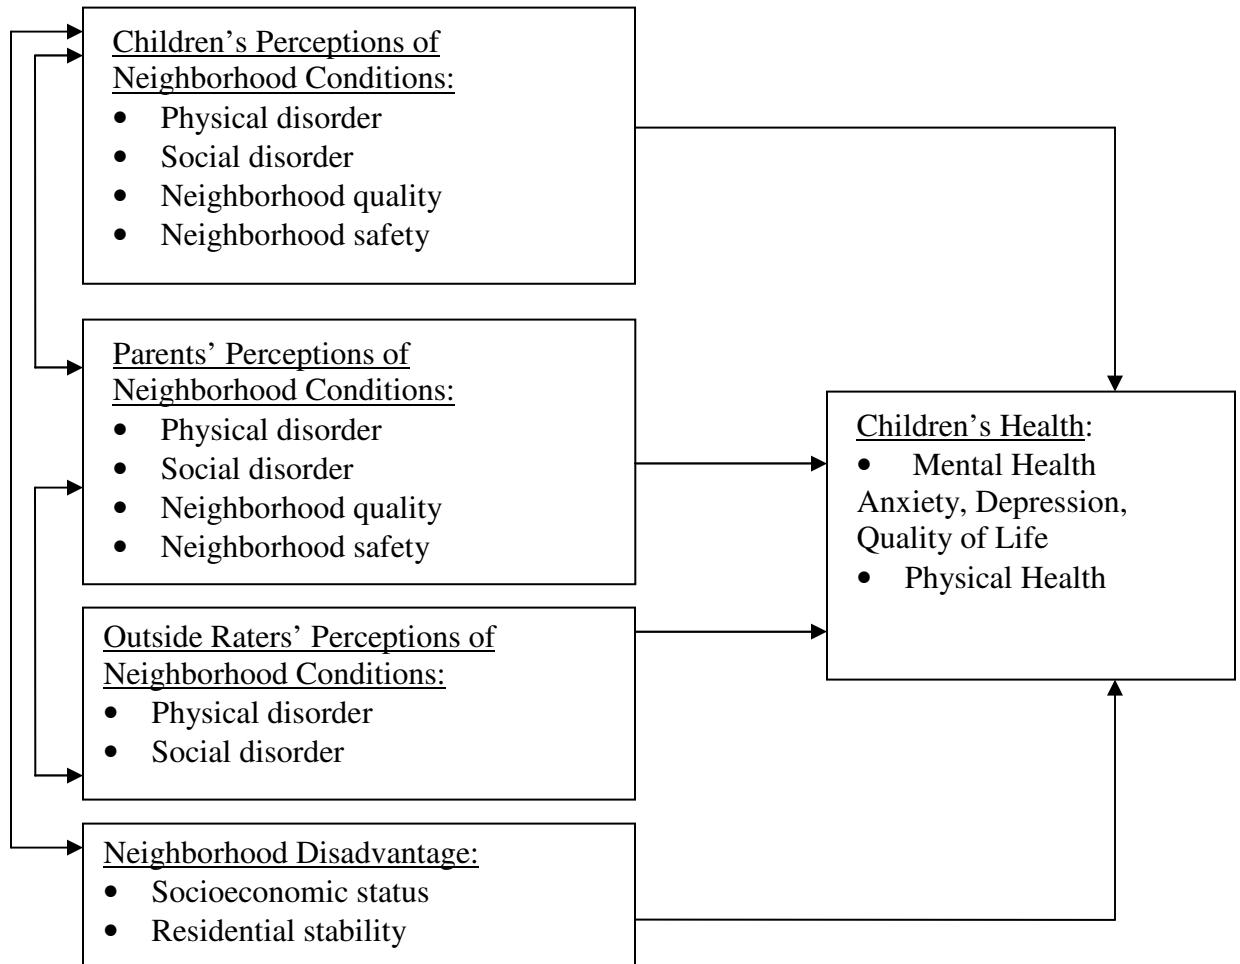 Children’s Perceptions of
Neighborhood Conditions:
• Physical disorder
• Social disorder
• Neighborhood quality
• Neighborhood safety
Parents’ Perceptions of
Neighborhood Conditions:
• Physical disorder
• Social disorder
• Neighborhood quality
• Neighborhood safety
Outside Raters’ Perceptions of
Neighborhood Conditions:
• Physical disorder
• Social disorder
Neighborhood Disadvantage:
• Socioeconomic status
• Residential stability
Children’s Health:
• Mental Health
Anxiety, Depression,
Quality of Life
• Physical Health